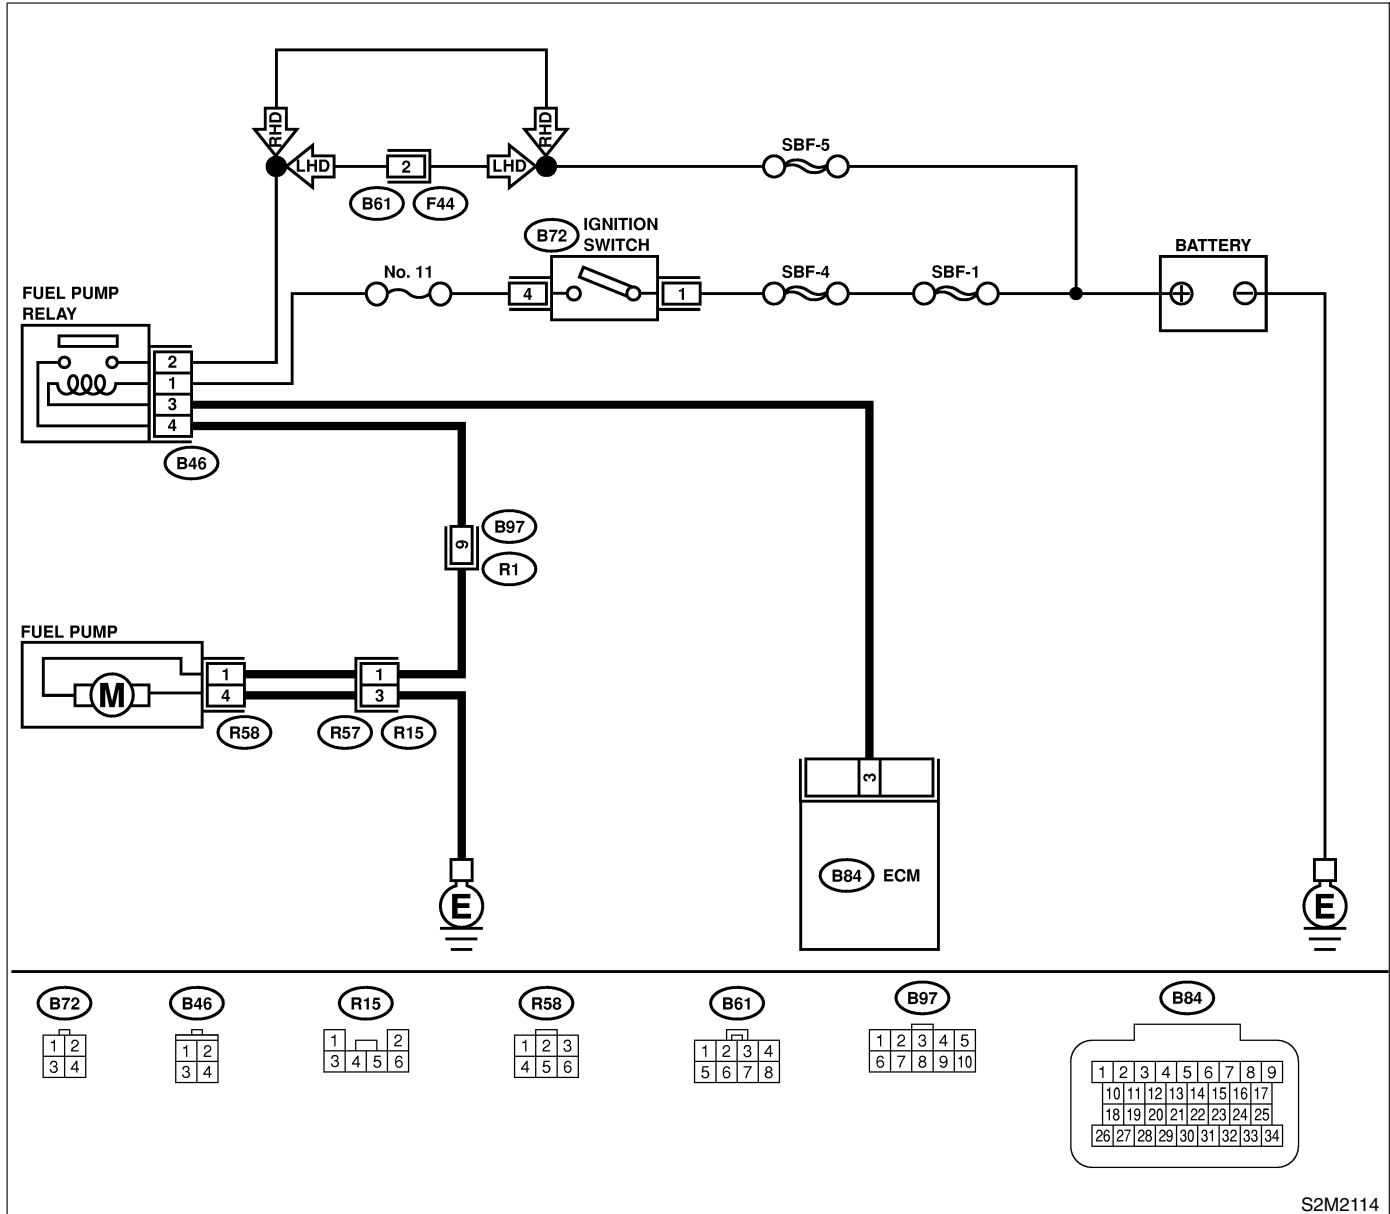 RHD RHD
LHD 2 LHD
SBF-5
B61 F44
B72 IGNITION
SWITCH
BATTERY
No. 11
4 1
SBF-4 SBF-1
FUEL PUMP
RELAY
2
1
3
4
B46
B97
9
R1
FUEL PUMP
M
1 1
4 3
R58 R57 R15
3
B84 ECM
E E
B72 B46 R15 R58 B61 B97 B84
1 2
3 4
1 2
3 4
1 2
3 4 5 6
1 2 3
4 5 6
1 2 3 4
5 6 7 8
1 2 3 4 5
6 7 8 9 10
1 2 3 4 5 6 7 8 9
10 11 12 13 14 15 16 17
18 19 20 21 22 23 24 25
26 27 28 29 30 31 32 33 34
S2M2114